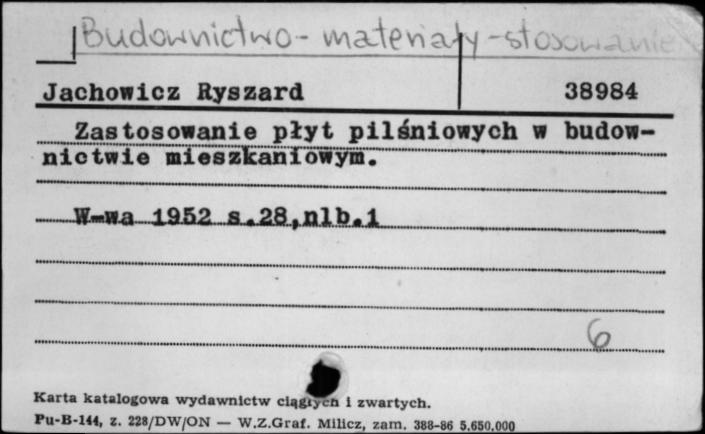 Budownictwo - materiały - stosowanie
Jachowicz Ryszard 38984
Zastosowanie płyt pilśniowych w budow-
nictwie mieszkaniowym.
W-wa 1952 s.28,nlb.1
6
Karta katalogowa wydawnictw ciągłych i zwartych.
Pu-B-144, z. 228/DW/ON — W.Z.Graf. Milicz, zam. 388-86 5.650.000